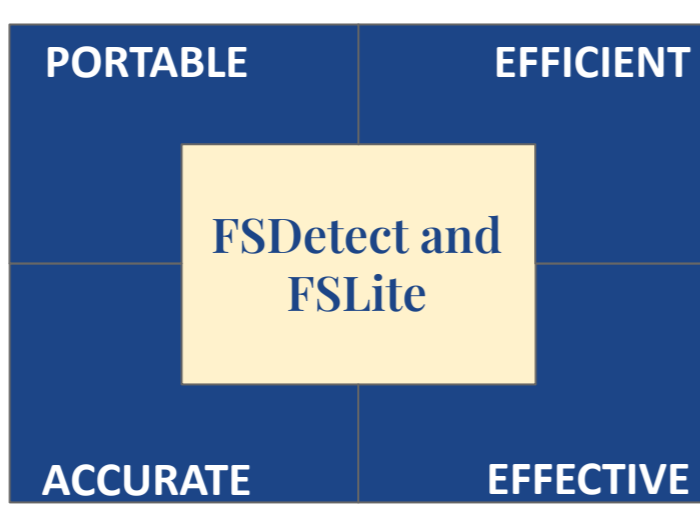 PORTABLE
EFFICIENT
FSDetect and
FSLite
ACCURATE
EFFECTIVE